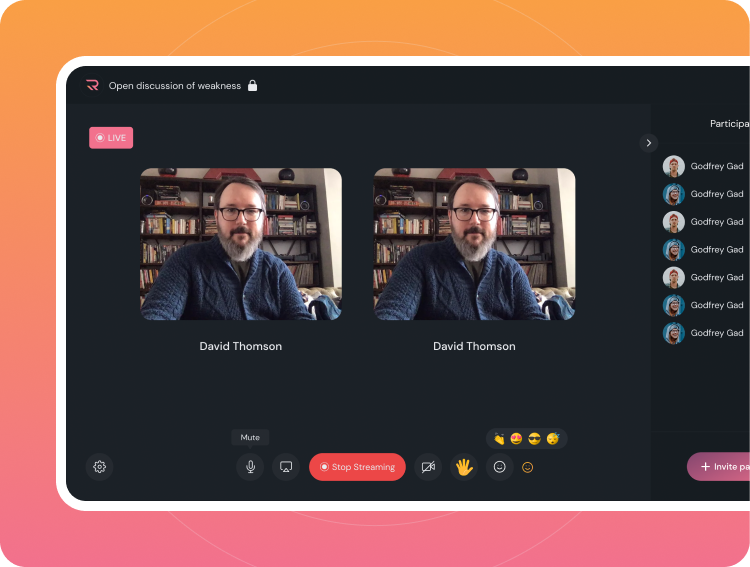 Open discussion of weakness
Participa
LIVE
Godfrey Gad
Godfrey Gad
Godfrey Gad
Godfrey Gad
Godfrey Gad
Godfrey Gad
Godfrey Gad
David Thomson
David Thomson
Mute
Stop Streaming
Invite pa